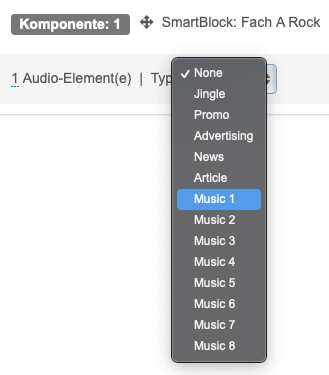 Komponente: 1 SmartBlock: Fach A Rock
1 Audio-Element(e) | Typ
✓ None
Jingle
Promo
Advertising
News
Article
Music 1
Music 2
Music 3
Music 4
Music 5
Music 6
Music 7
Music 8